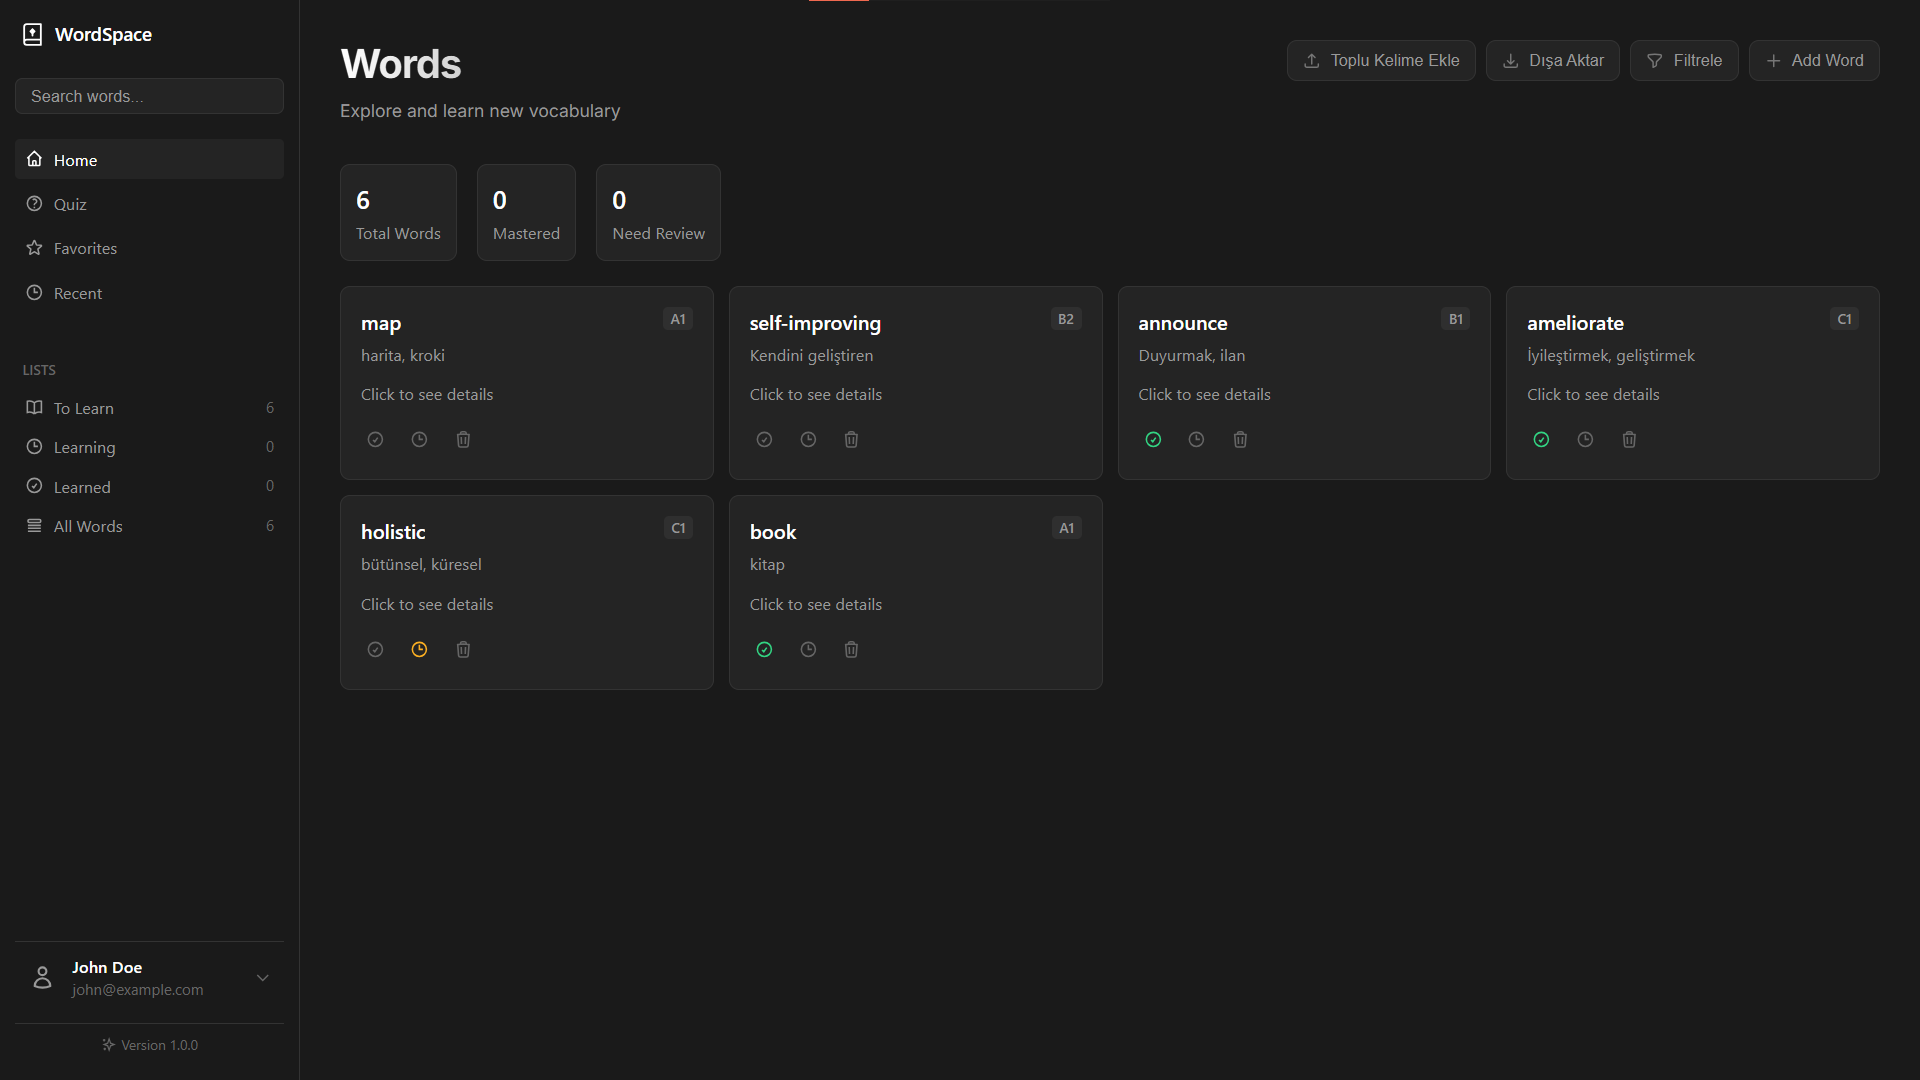 WordSpace
Search words...
Home
Quiz
Favorites
Recent
LISTS
To Learn 6
Learning 0
Learned 0
All Words 6
John Doe
john@example.com
Version 1.0.0
Words
Explore and learn new vocabulary
Toplu Kelime Ekle
Dışa Aktar
Filtrele
Add Word
6
Total Words
0
Mastered
0
Need Review
map A1
harita, kroki
Click to see details
self-improving B2
Kendini geliştiren
Click to see details
announce B1
Duyurmak, ilan
Click to see details
ameliorate C1
İyileştirmek, geliştirmek
Click to see details
holistic C1
bütünsel, küresel
Click to see details
book A1
kitap
Click to see details